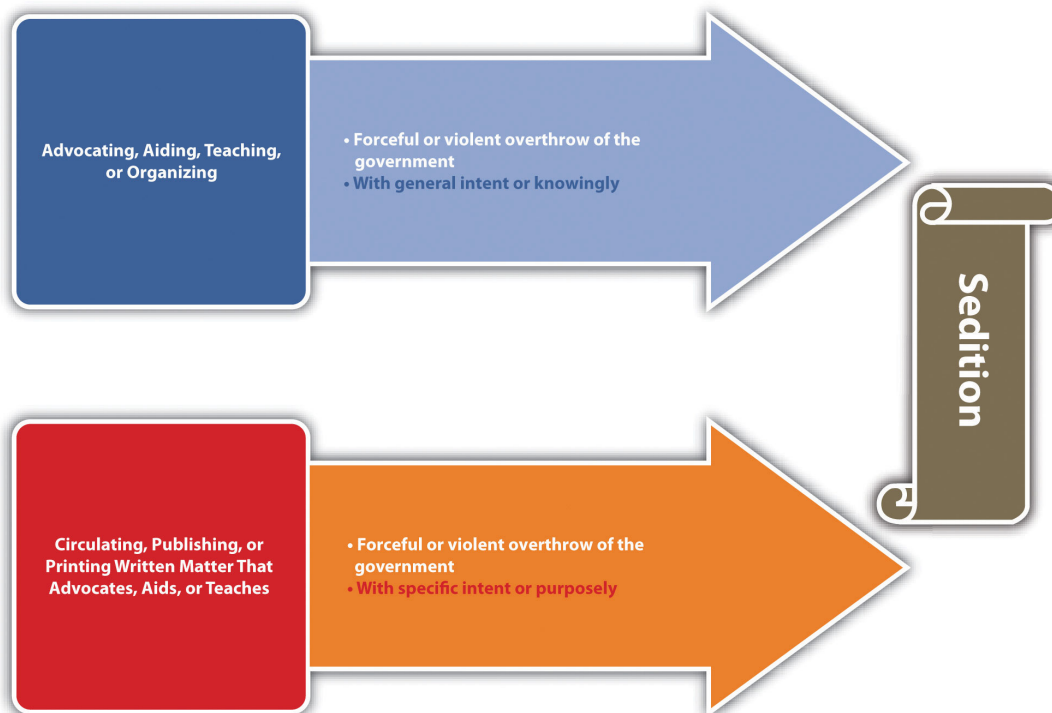 Advocating, Aiding, Teaching,
or Organizing
• Forceful or violent overthrow of the
government
• With general intent or knowingly
Sedition
Circulating, Publishing, or
Printing Written Matter That
Advocates, Aids, or Teaches
• Forceful or violent overthrow of the
government
• With specific intent or purposely